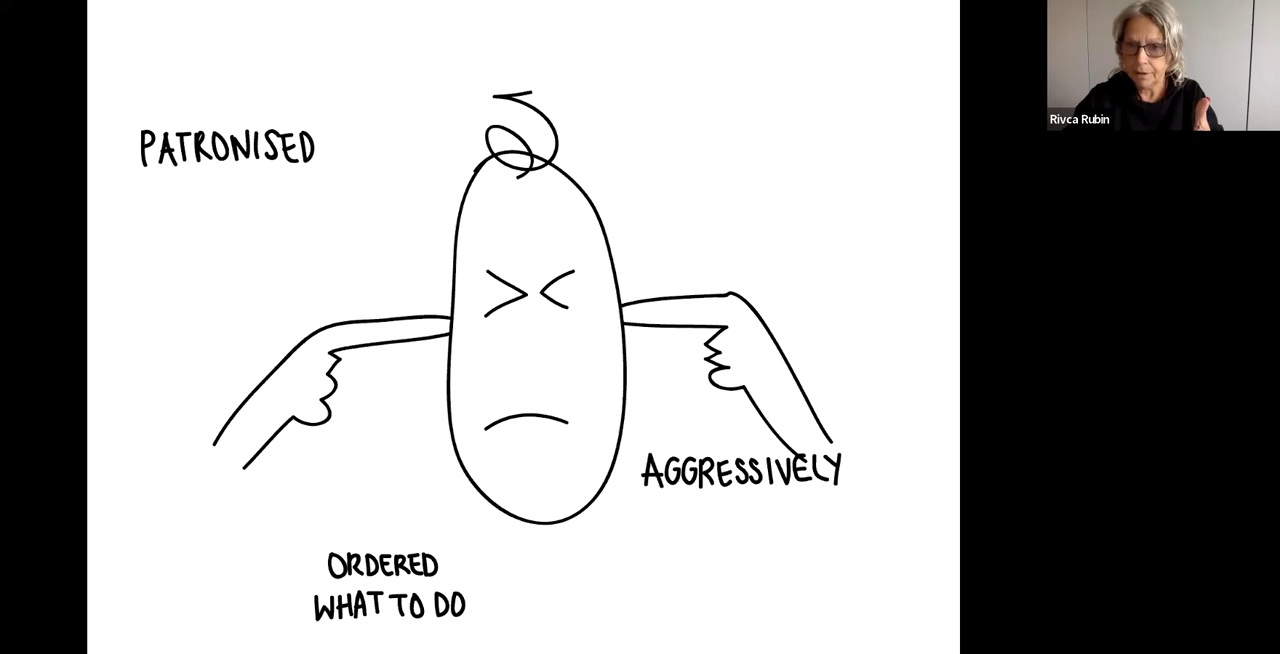 PATRONISED
Rivca Rubin
AGGRESSIVELY
ORDERED
WHAT TO DO